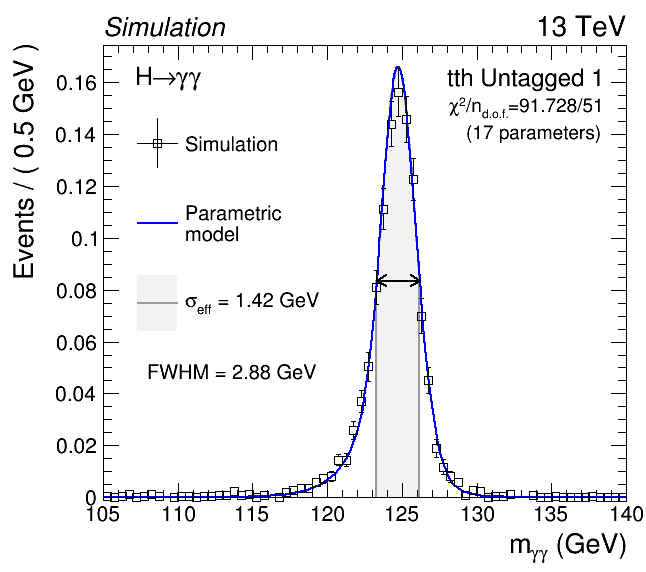 Simulation
13 TeV
H→γγ
tth Untagged 1
χ²/n_d.o.f.=91.728/51
(17 parameters)
Simulation
Parametric
model
σ_eff = 1.42 GeV
FWHM = 2.88 GeV
Events / ( 0.5 GeV )
0.16
0.14
0.12
0.1
0.08
0.06
0.04
0.02
0
105 110 115 120 125 130 135 140
m_γγ (GeV)